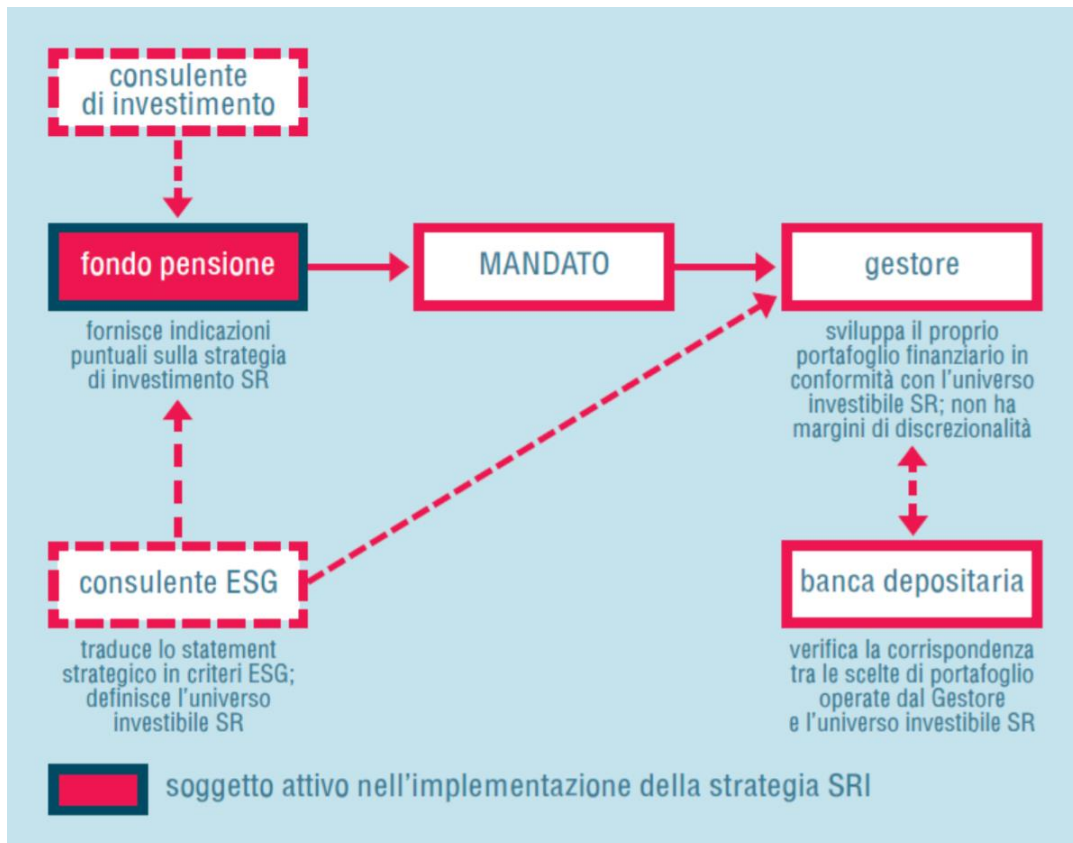 consulente
di investimento
fondo pensione
MANDATO
gestore
fornisce indicazioni
puntuali sulla strategia
di investimento SR
sviluppa il proprio
portafoglio finanziario in
conformità con l'universo
investibile SR; non ha
margini di discrezionalità
consulente ESG
banca depositaria
traduce lo statement
strategico in criteri ESG;
definisce l'universo
investibile SR
verifica la corrispondenza
tra le scelte di portafoglio
operate dal Gestore
e l'universo investibile SR
soggetto attivo nell'implementazione della strategia SRI